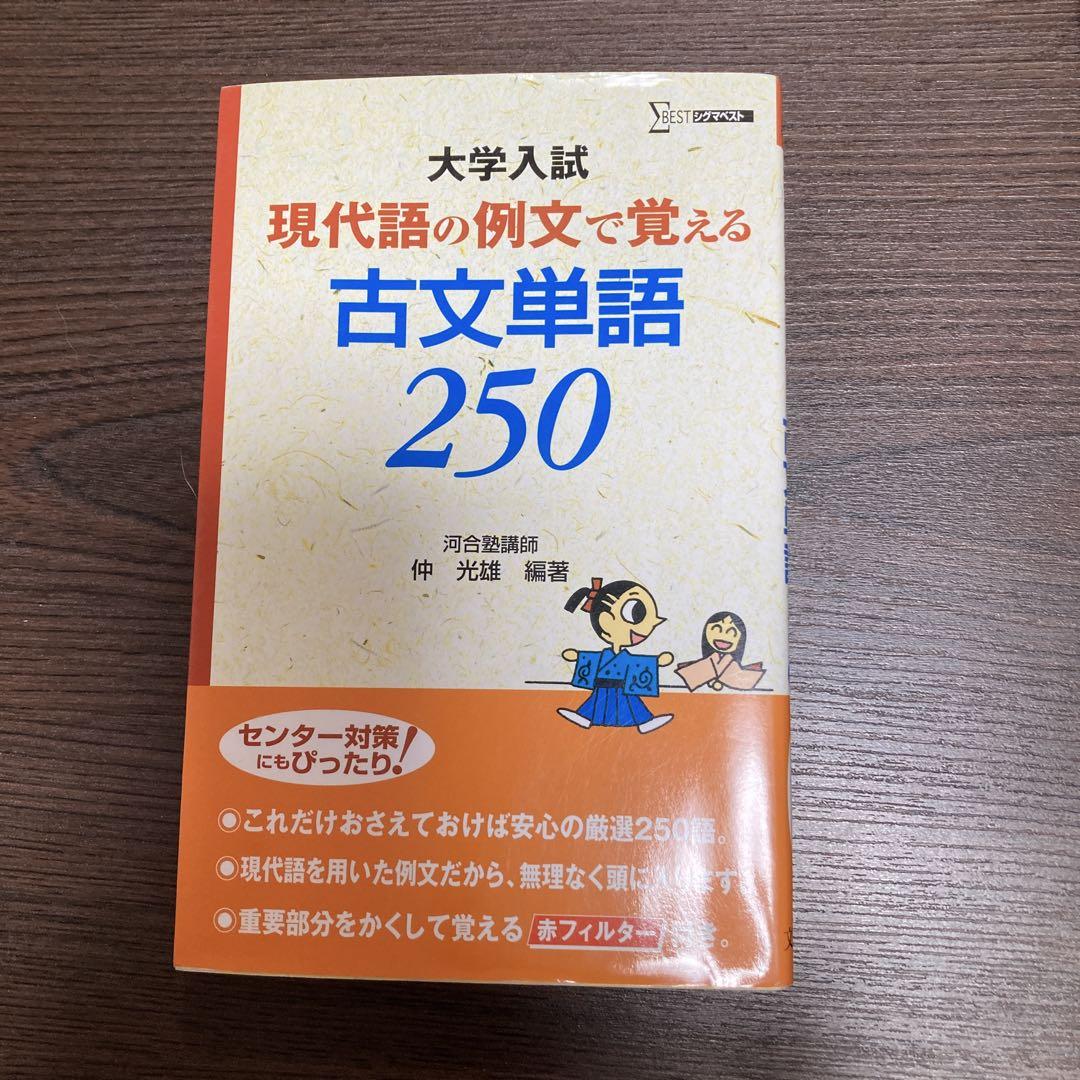 ΣBEST シグマベスト
大学入試
現代語の例文で覚える
古文単語
250
河合塾講師
仲 光雄 編著
センター対策
にもぴったり!
●これだけおさえておけば安心の厳選250語。
●現代語を用いた例文だから、無理なく頭に
●重要部分をかくして覚える 赤フィルター